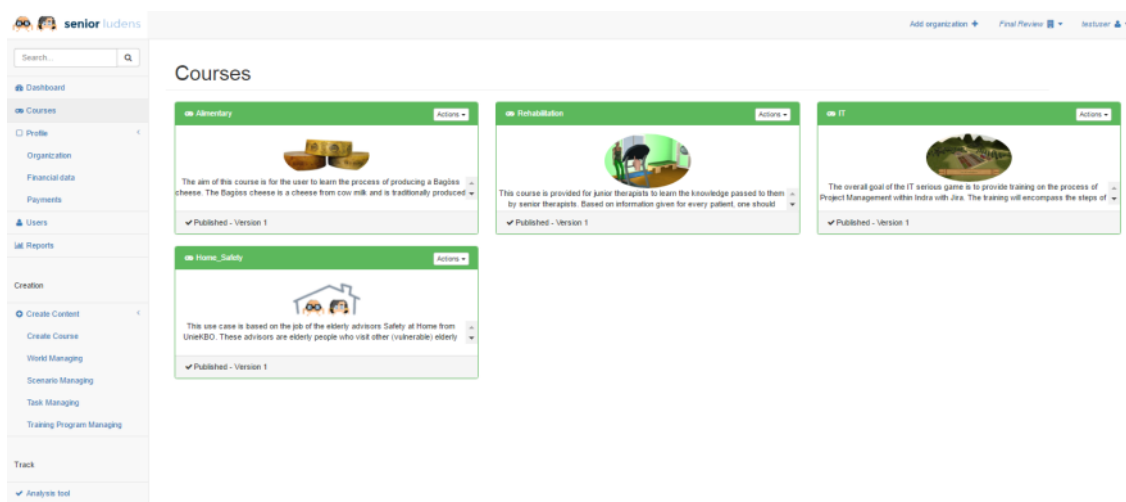 senior ludens
Add organization
Final Review
testuser
Search...
Dashboard
Courses
Profile
Organization
Financial data
Payments
Users
Reports
Creation
Create Content
Create Course
World Managing
Scenario Managing
Task Managing
Training Program Managing
Track
Analysis tool
Courses
Alimentary
Actions
The aim of this course is for the user to learn the process of producing a Bagòss
cheese. The Bagòss cheese is a cheese from cow milk and is traditionally produced
Published - Version 1
Rehabilitation
Actions
This course is provided for junior therapists to learn the knowledge passed to them
by senior therapists. Based on information given for every patient, one should
Published - Version 1
IT
Actions
The overall goal of the IT serious game is to provide training on the process of
Project Management within Indra with Jira. The training will encompass the steps of
Published - Version 1
Home_Safety
Actions
This use case is based on the job of the elderly advisors Safety at Home from
UnieKBO. These advisors are elderly people who visit other (vulnerable) elderly
Published - Version 1